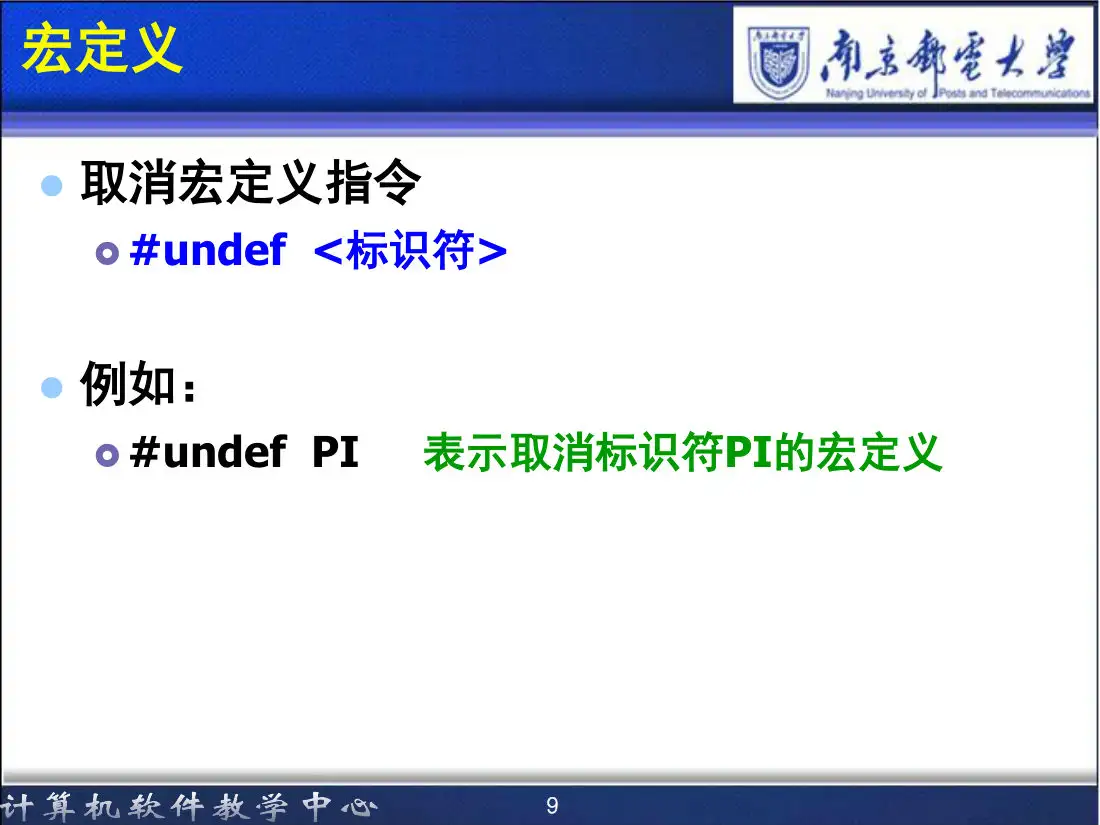 宏定义
南京邮电大学
Nanjing University of Posts and Telecommunications
取消宏定义指令
#undef <标识符>
例如：
#undef PI 表示取消标识符PI的宏定义
计算机软件教学中心
9